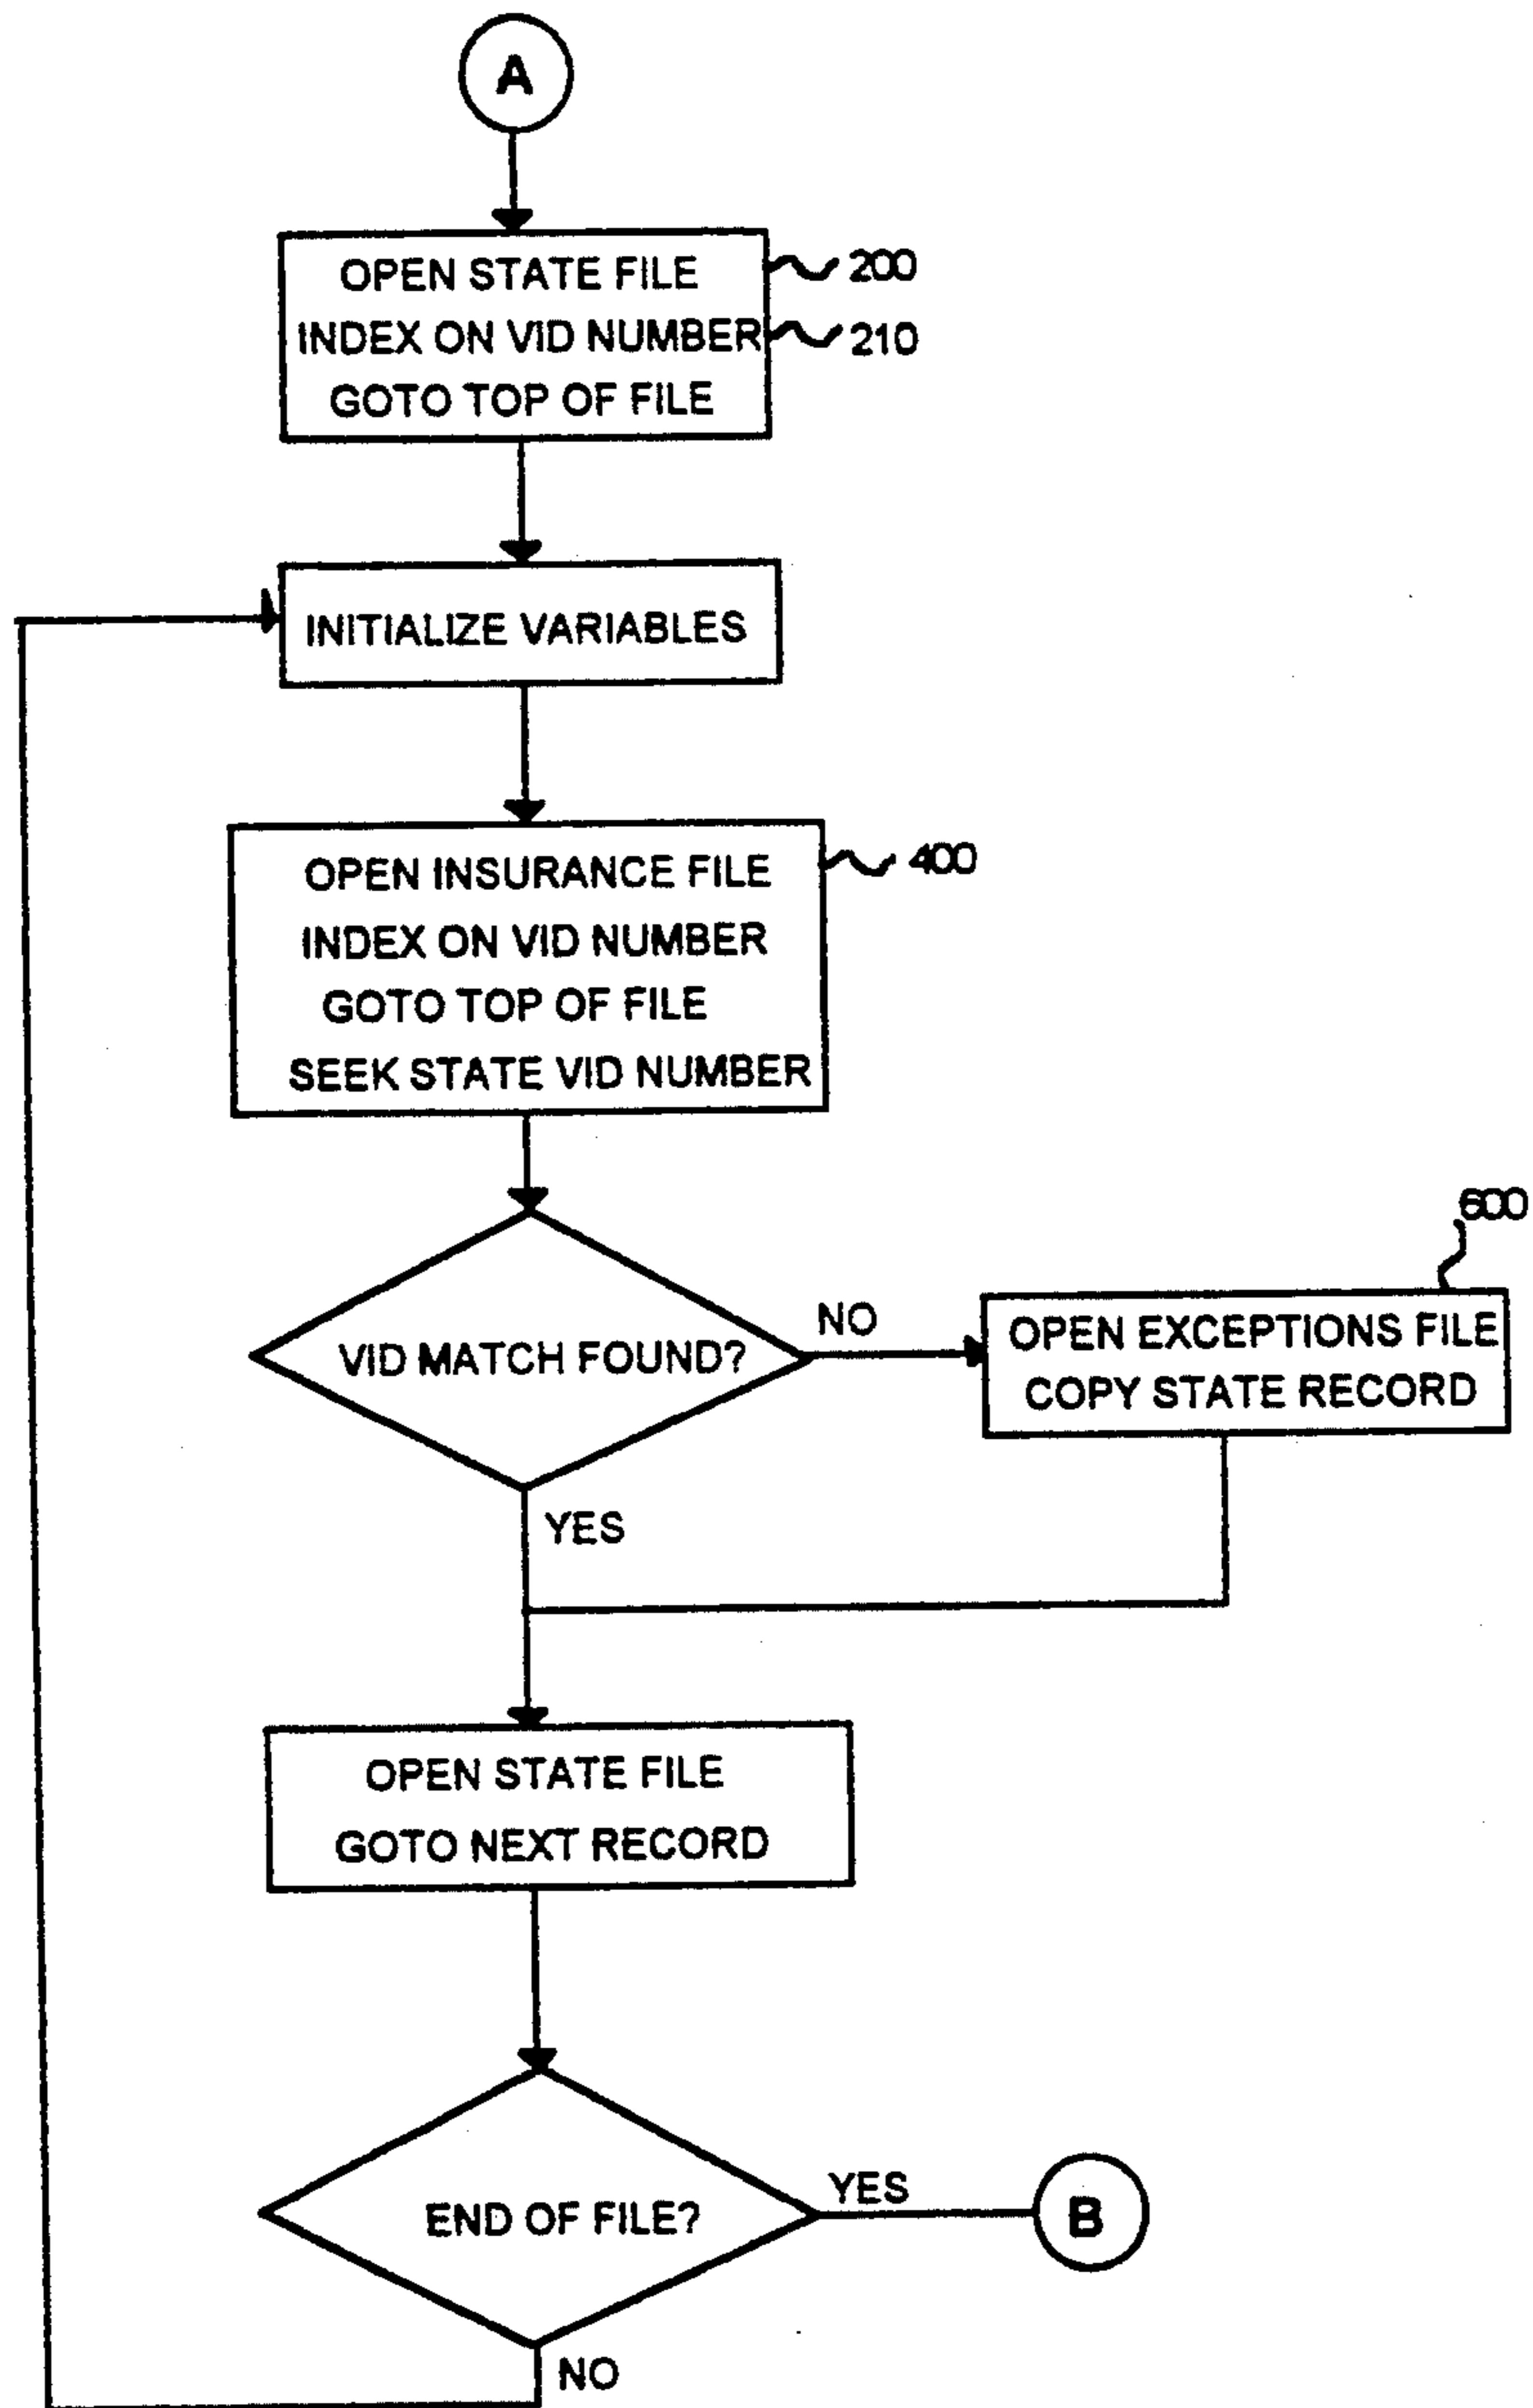 A
OPEN STATE FILE
200
INDEX ON VID NUMBER
210
GOTO TOP OF FILE
INITIALIZE VARIABLES
OPEN INSURANCE FILE
400
INDEX ON VID NUMBER
GOTO TOP OF FILE
SEEK STATE VID NUMBER
600
VID MATCH FOUND?
NO
OPEN EXCEPTIONS FILE
COPY STATE RECORD
YES
OPEN STATE FILE
GOTO NEXT RECORD
END OF FILE?
YES
B
NO